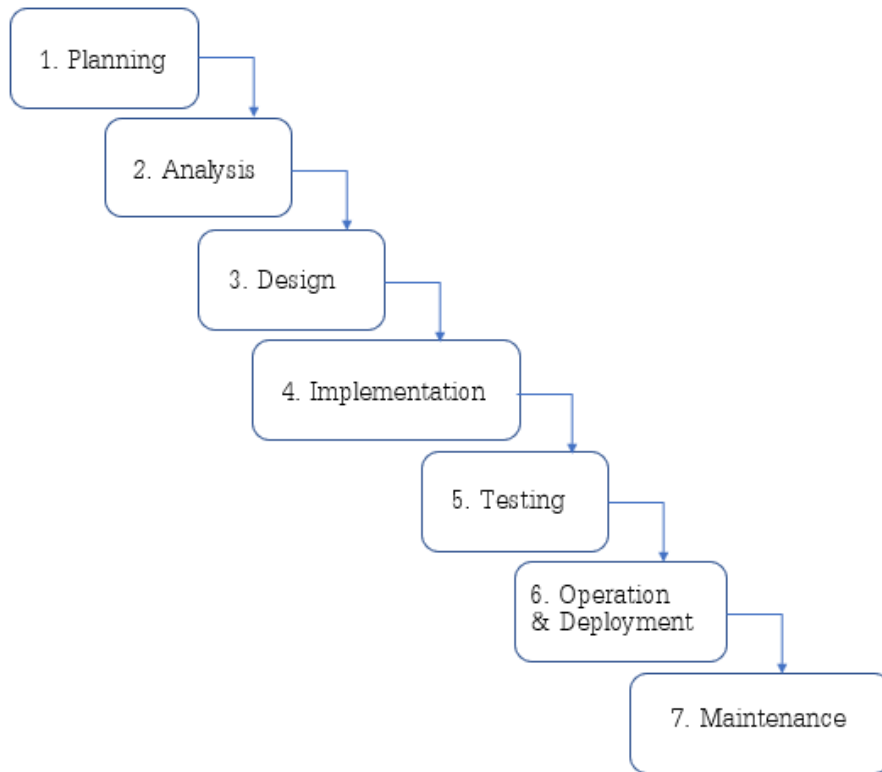 1. Planning
2. Analysis
3. Design
4. Implementation
5. Testing
6. Operation
& Deployment
7. Maintenance